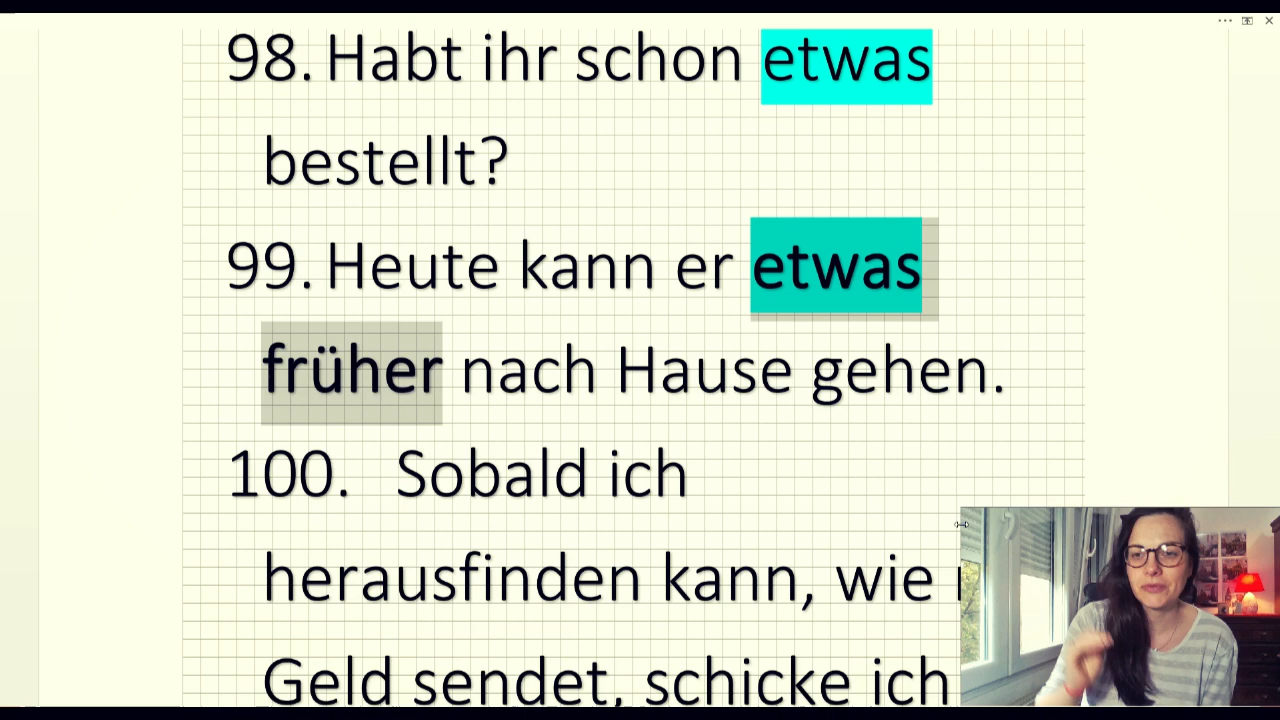 98. Habt ihr schon etwas
bestellt?
99. Heute kann er etwas
früher nach Hause gehen.
100. Sobald ich
herausfinden kann, wie
Geld sendet, schicke ich